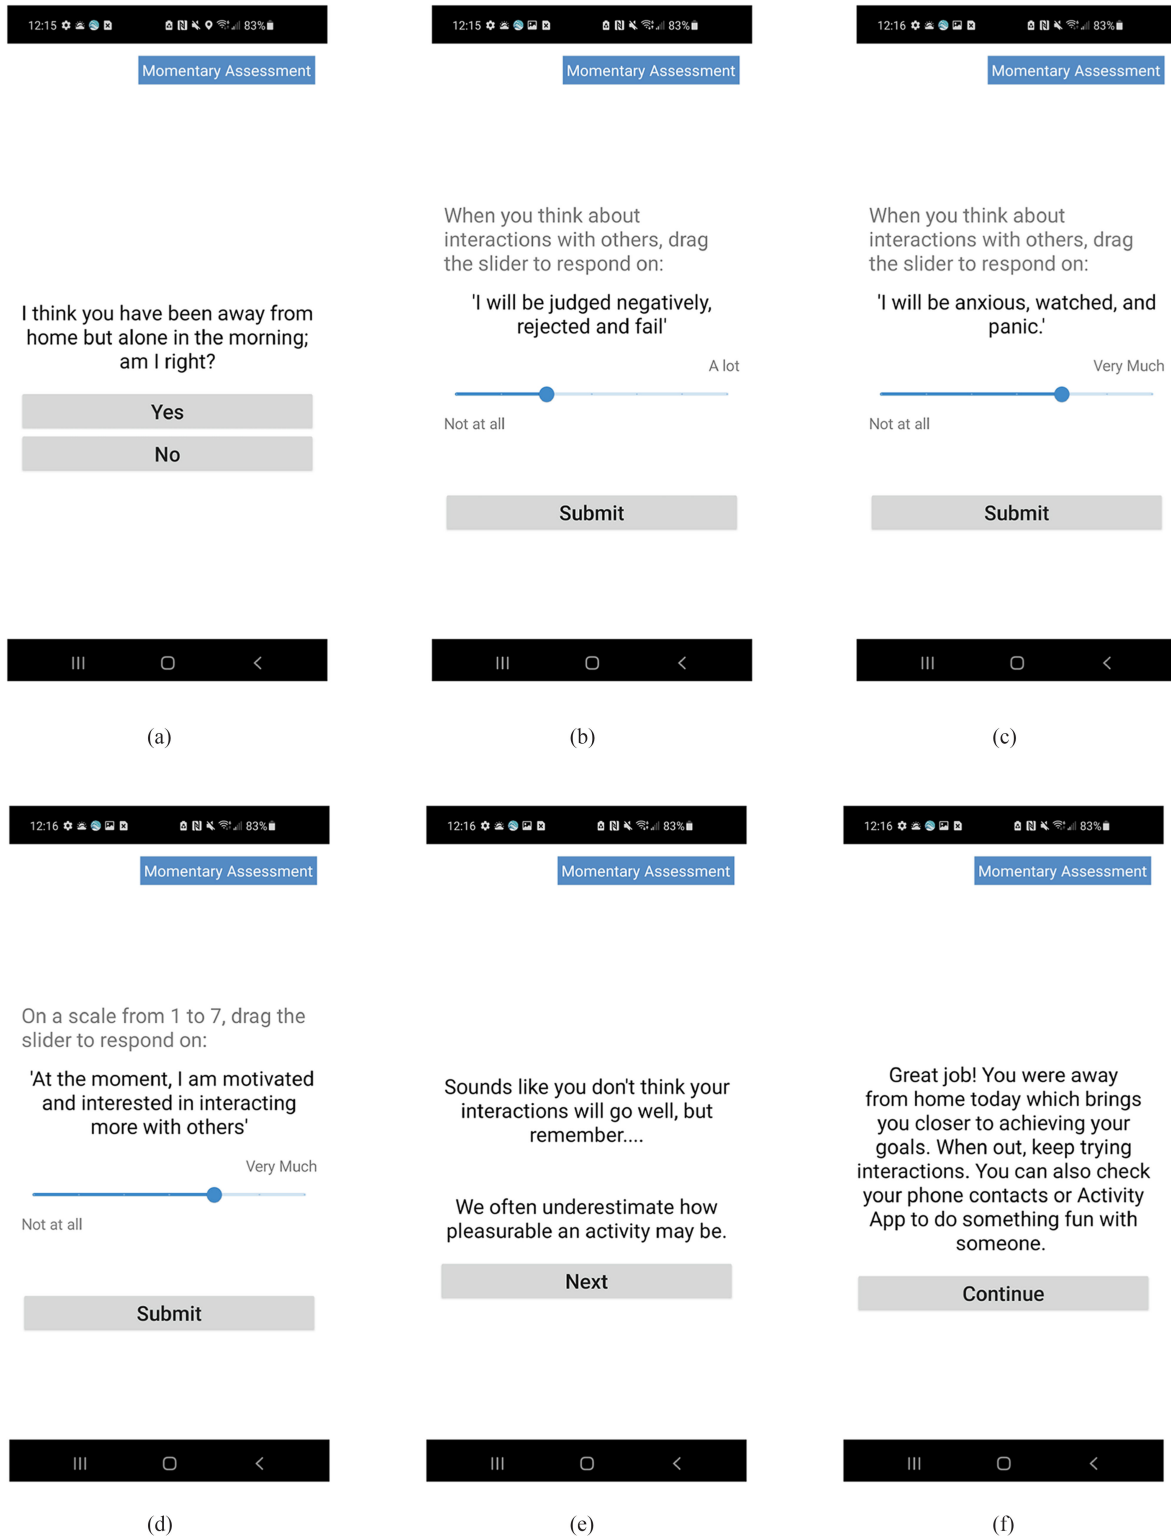 12:15 83%
Momentary Assessment
I think you have been away from
home but alone in the morning;
am I right?
Yes
No
(a)
12:15 83%
Momentary Assessment
When you think about
interactions with others, drag
the slider to respond on:
'I will be judged negatively,
rejected and fail'
A lot
Not at all
Submit
(b)
12:16 83%
Momentary Assessment
When you think about
interactions with others, drag
the slider to respond on:
'I will be anxious, watched, and
panic.'
Very Much
Not at all
Submit
(c)
12:16 83%
Momentary Assessment
On a scale from 1 to 7, drag the
slider to respond on:
'At the moment, I am motivated
and interested in interacting
more with others'
Very Much
Not at all
Submit
(d)
12:16 83%
Momentary Assessment
Sounds like you don't think your
interactions will go well, but
remember....
We often underestimate how
pleasurable an activity may be.
Next
(e)
12:16 83%
Momentary Assessment
Great job! You were away
from home today which brings
you closer to achieving your
goals. When out, keep trying
interactions. You can also check
your phone contacts or Activity
App to do something fun with
someone.
Continue
(f)